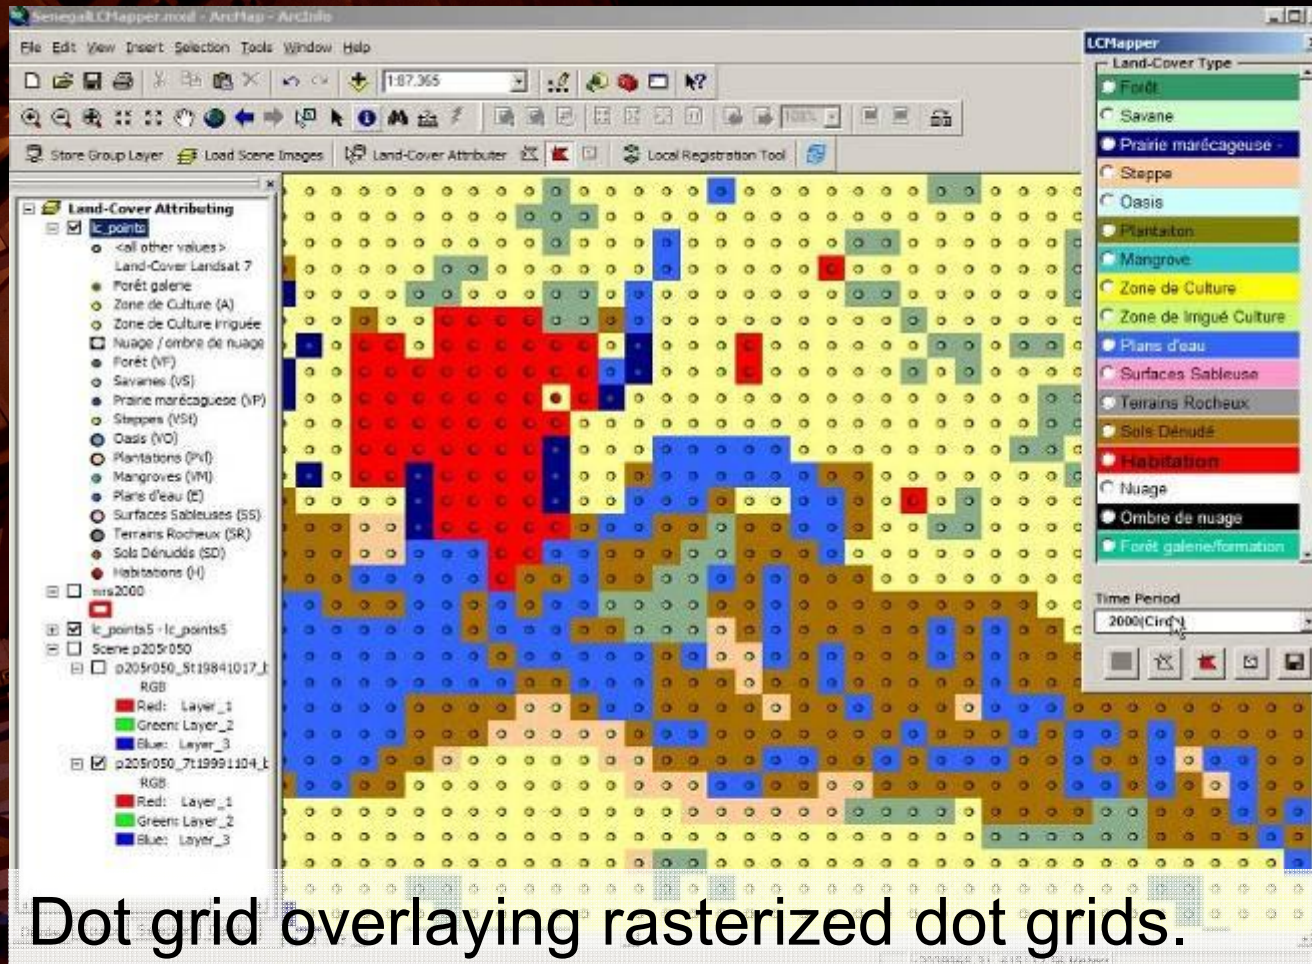 SenegalLCMapper.mxd - ArcMap - ArcInfo
File Edit View Insert Selection Tools Window Help
1:87,365
100%
Store Group Layer Load Scene Images Land-Cover Attributer Local Registration Tool
Land-Cover Attributing
lc_points
<all other values>
Land-Cover Landsat 7
Forêt galerie
Zone de Culture (A)
Zone de Culture Irriguée
Nuage / ombre de nuage
Forêt (VF)
Savanes (VS)
Prairie marécaguese (VP)
Steppes (VSt)
Oasis (VO)
Plantations (Pvl)
Mangroves (VM)
Plans d'eau (E)
Surfaces Sableuses (SS)
Terrains Rocheux (SR)
Sols Dénudés (SD)
Habitations (H)
lc_points5 - lc_points5
Scene p205r050
p205r050_5t19841017_b
RGB
Red: Layer_1
Green: Layer_2
Blue: Layer_3
p205r050_7t19991104_b
RGB
Red: Layer_1
Green: Layer_2
Blue: Layer_3
LCMapper
Land-Cover Type
Forêt
Savane
Prairie marécageuse -
Steppe
Oasis
Plantaiton
Mangrove
Zone de Culture
Zone de Irrigué Culture
Plans d'eau
Surfaces Sableuse
Terrains Rocheux
Sols Dénudé
Habitation
Nuage
Ombre de nuage
Forêt galerie/formation
Time Period
Dot grid overlaying rasterized dot grids.